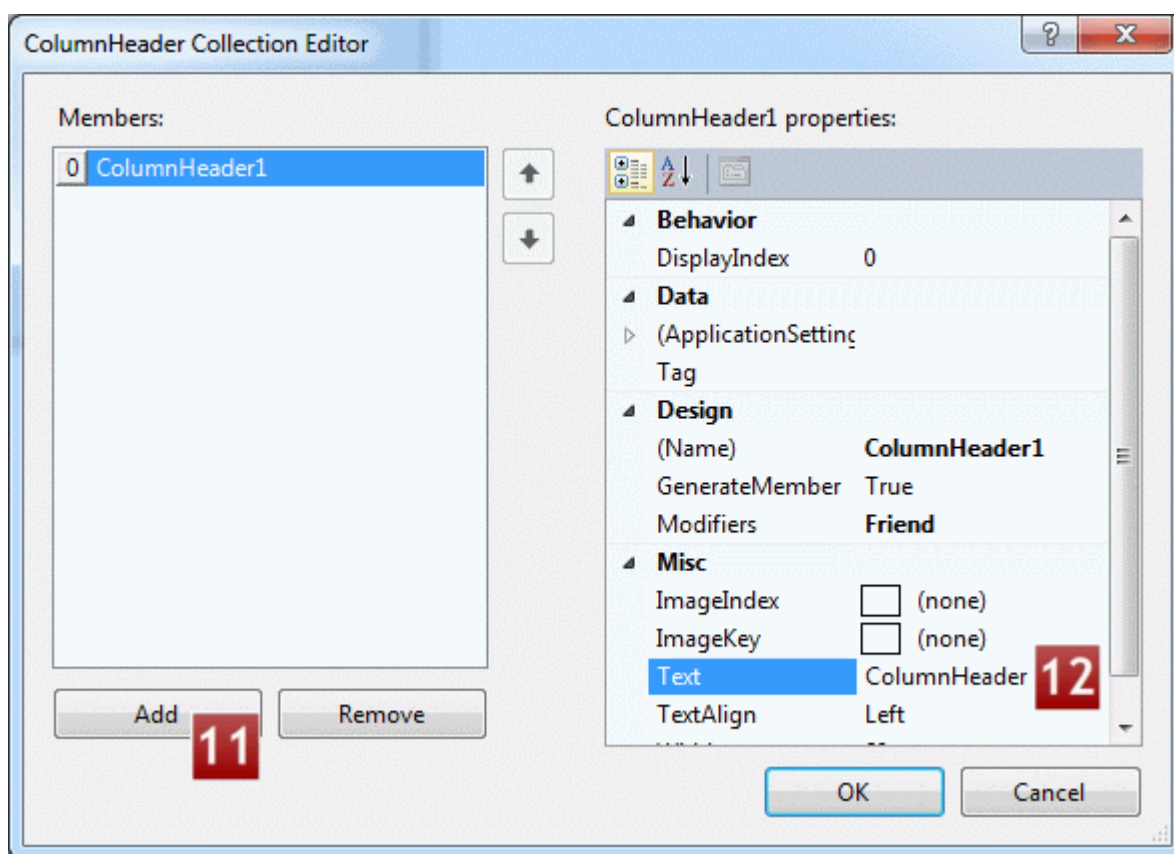 ColumnHeader Collection Editor
Members:
0 ColumnHeader1
Add
11
Remove
ColumnHeader1 properties:
A
Z
Behavior
DisplayIndex 0
Data
(ApplicationSetting
Tag
Design
(Name) ColumnHeader1
GenerateMember True
Modifiers Friend
Misc
ImageIndex (none)
ImageKey (none)
Text ColumnHeader 12
TextAlign Left
OK
Cancel